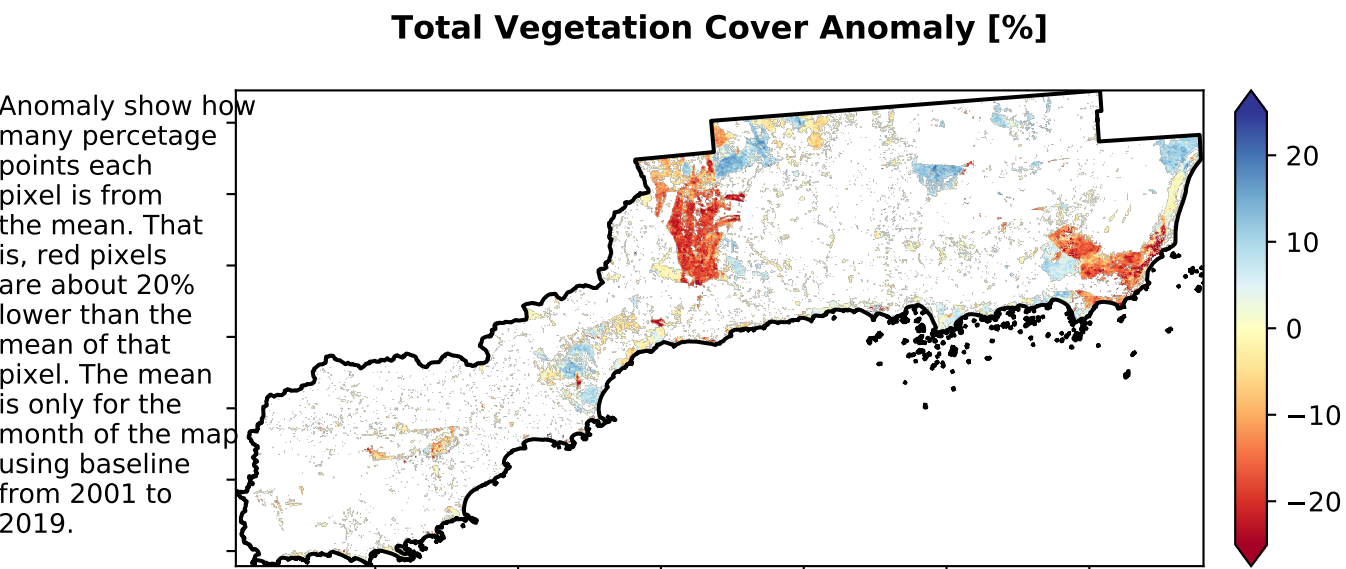 Total Vegetation Cover Anomaly [%]
Anomaly show how
many percetage
points each
pixel is from
the mean. That
is, red pixels
are about 20%
lower than the
mean of that
pixel. The mean
is only for the
month of the map
using baseline
from 2001 to
2019.
20
10
0
−10
−20